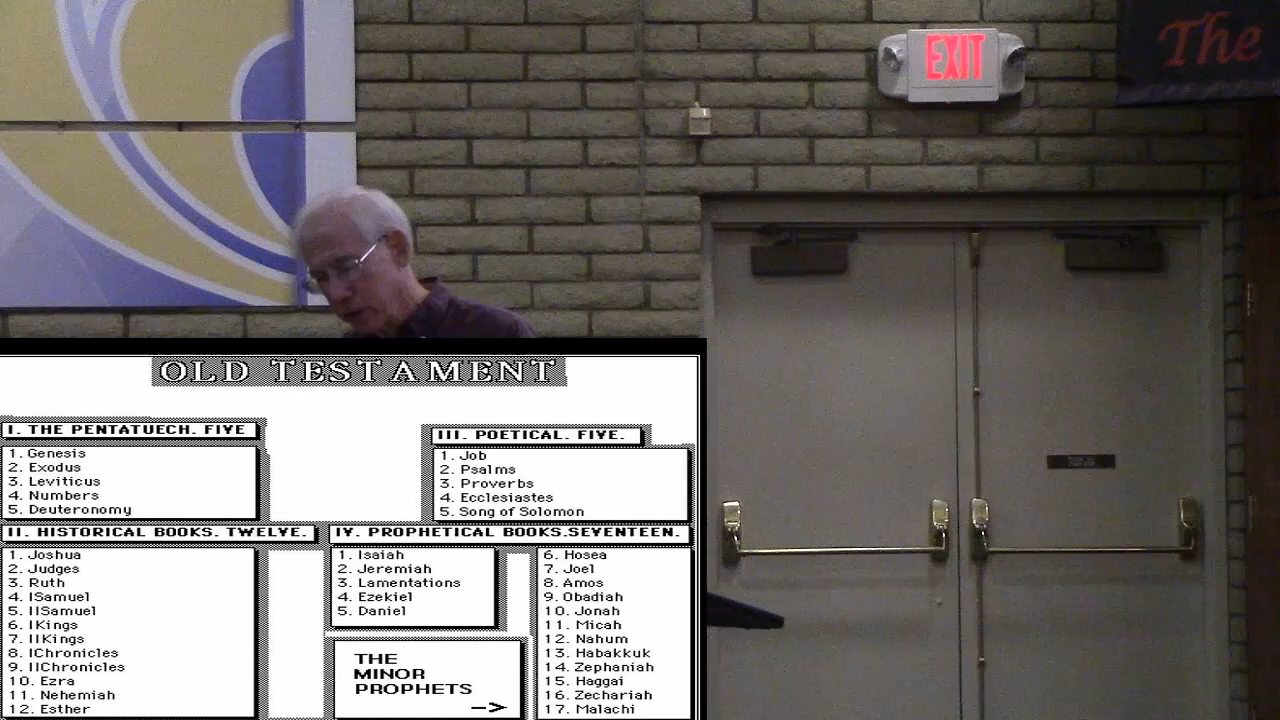 EXIT
The
OLD TESTAMENT
I. THE PENTATUECH. FIVE
1. Genesis
2. Exodus
3. Leviticus
4. Numbers
5. Deuteronomy
II. HISTORICAL BOOKS. TWELVE.
1. Joshua
2. Judges
3. Ruth
4. ISamuel
5. IISamuel
6. IKings
7. IIKings
8. IChronicles
9. IIChronicles
10. Ezra
11. Nehemiah
12. Esther
III. POETICAL. FIVE.
1. Job
2. Psalms
3. Proverbs
4. Ecclesiastes
5. Song of Solomon
IV. PROPHETICAL BOOKS.SEVENTEEN.
1. Isaiah
2. Jeremiah
3. Lamentations
4. Ezekiel
5. Daniel
THE
MINOR
PROPHETS
-->
6. Hosea
7. Joel
8. Amos
9. Obadiah
10. Jonah
11. Micah
12. Nahum
13. Habakkuk
14. Zephaniah
15. Haggai
16. Zechariah
17. Malachi